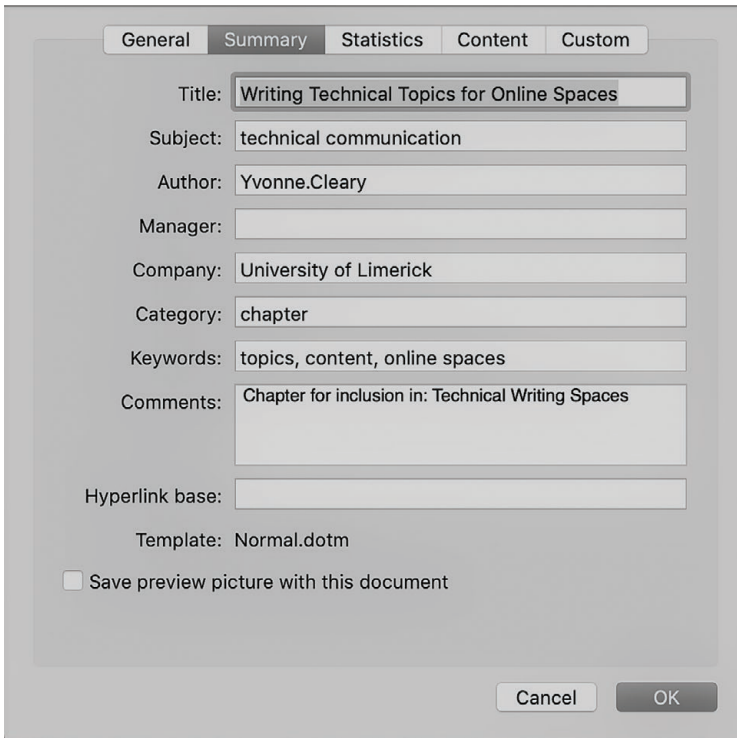 General Summary Statistics Content Custom
Title: Writing Technical Topics for Online Spaces
Subject: technical communication
Author: Yvonne.Cleary
Manager:
Company: University of Limerick
Category: chapter
Keywords: topics, content, online spaces
Comments: Chapter for inclusion in: Technical Writing Spaces
Hyperlink base:
Template: Normal.dotm
Save preview picture with this document
Cancel OK